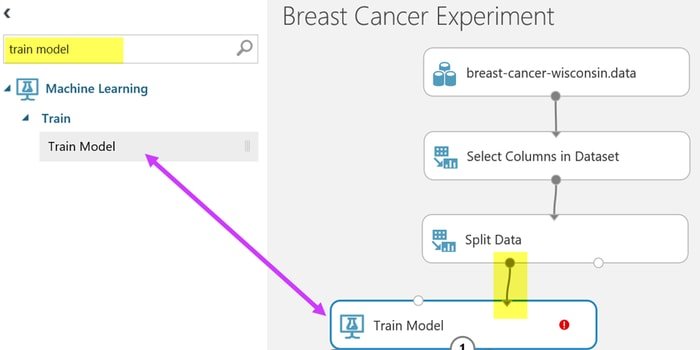 Breast Cancer Experiment
train model
Machine Learning
Train
Train Model
breast-cancer-wisconsin.data
Select Columns in Dataset
Split Data
Train Model
1